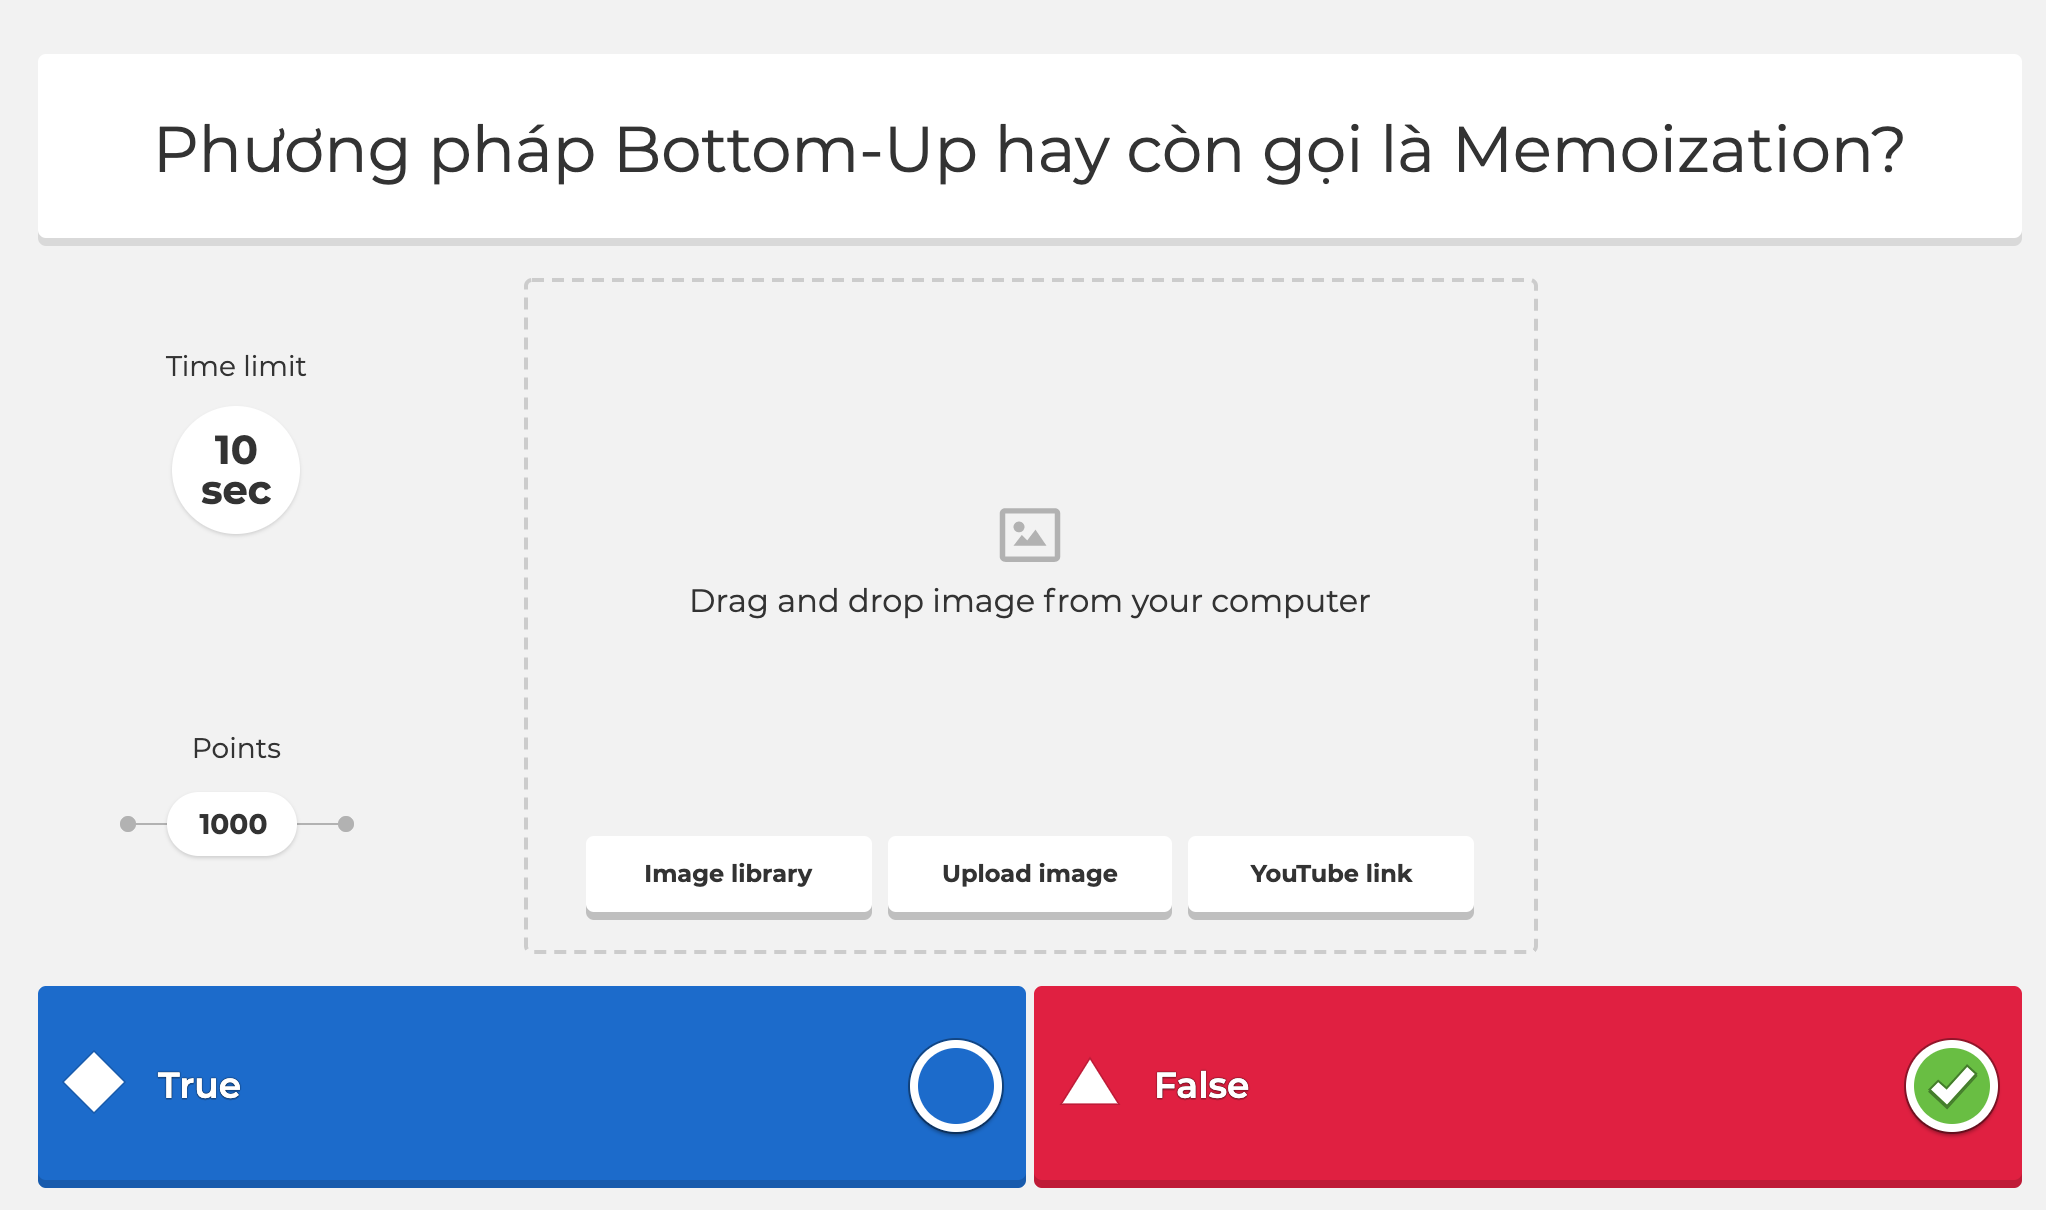 Phương pháp Bottom-Up hay còn gọi là Memoization?
Time limit
10
sec
Drag and drop image from your computer
Points
1000
Image library
Upload image
YouTube link
True
False